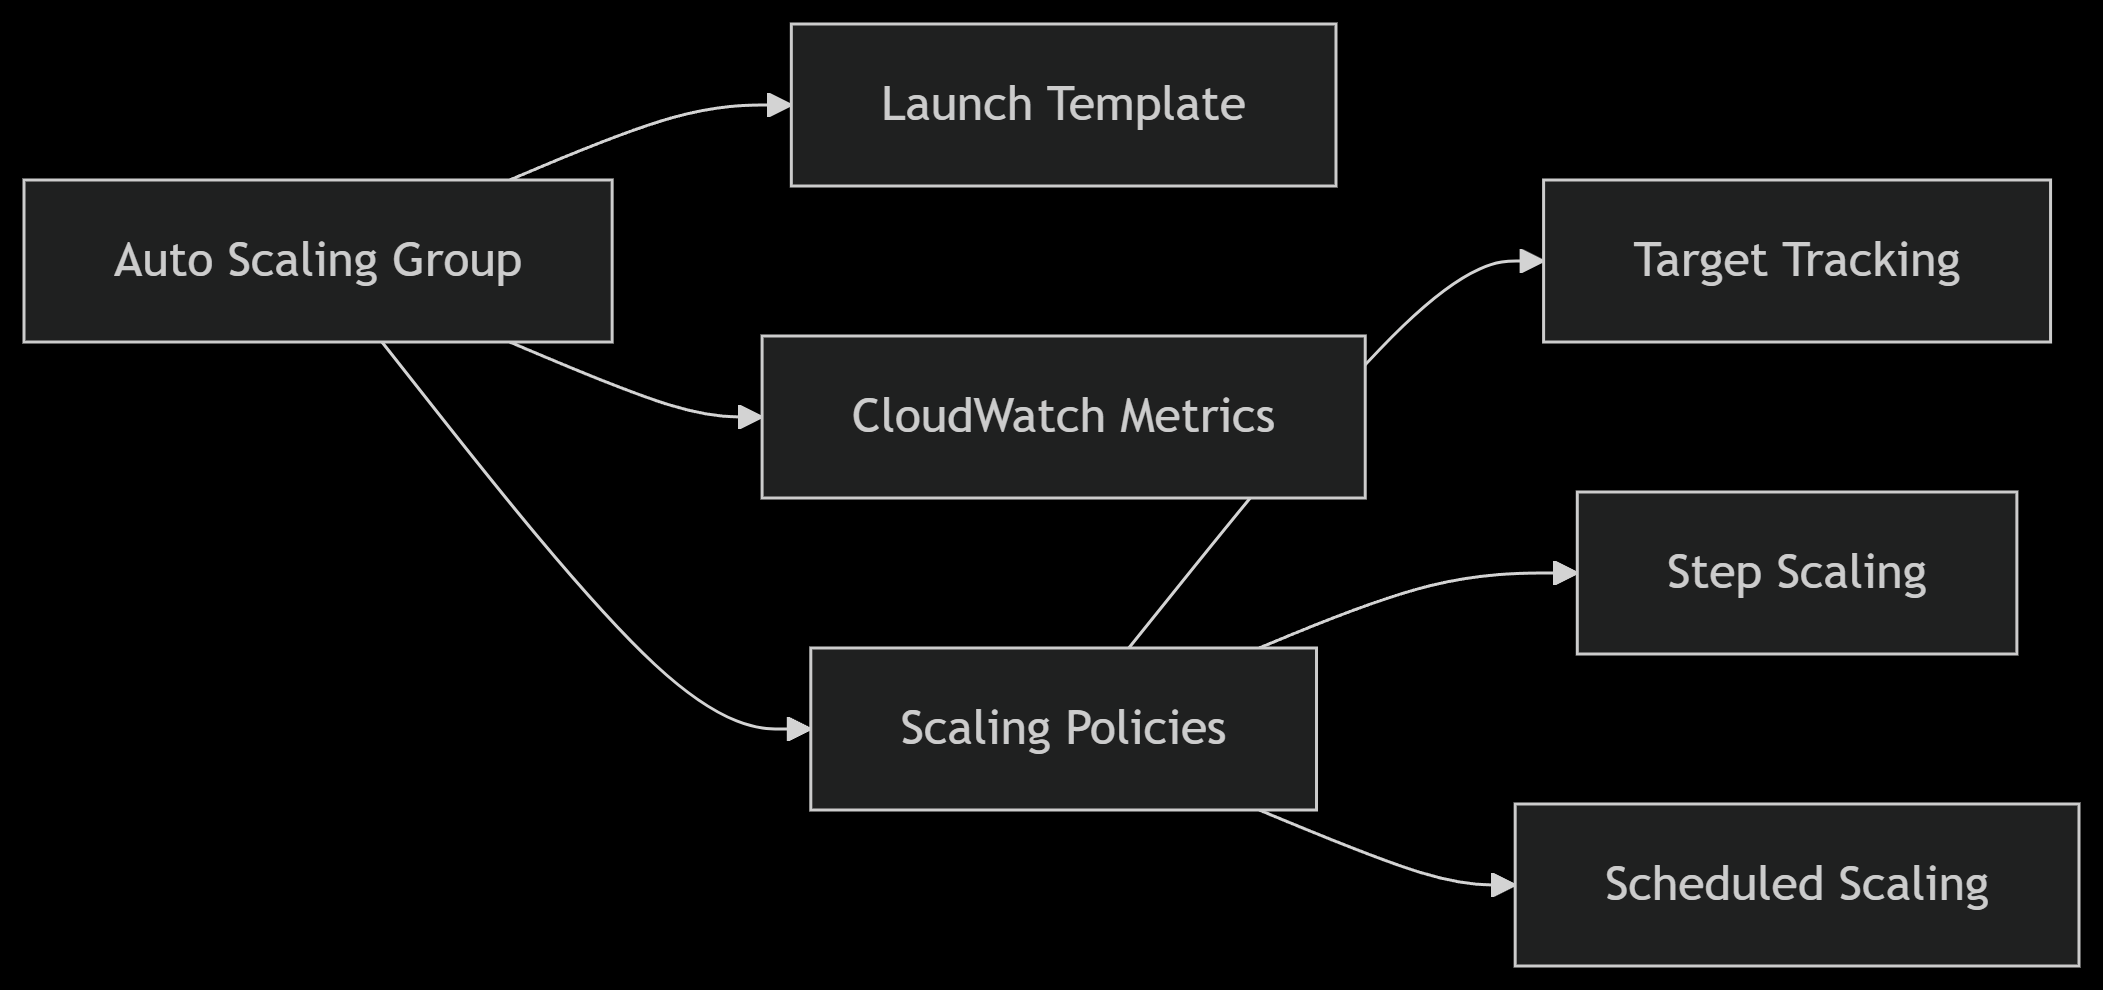 Launch Template
Auto Scaling Group
Target Tracking
CloudWatch Metrics
Step Scaling
Scaling Policies
Scheduled Scaling